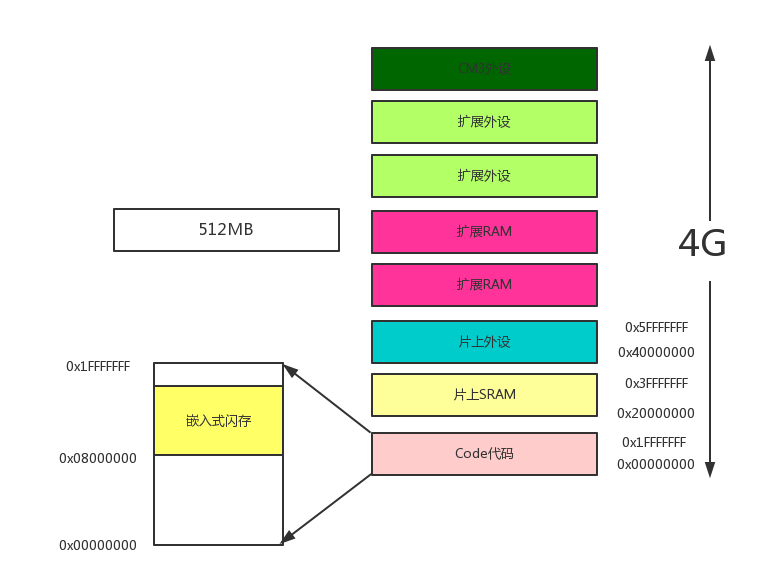 CM3外设
扩展外设
扩展外设
512MB
扩展RAM
4G
扩展RAM
0x5FFFFFFF
片上外设
0x40000000
0x1FFFFFFF
0x3FFFFFFF
片上SRAM
0x20000000
嵌入式闪存
0x1FFFFFFF
Code代码
0x08000000
0x00000000
0x00000000